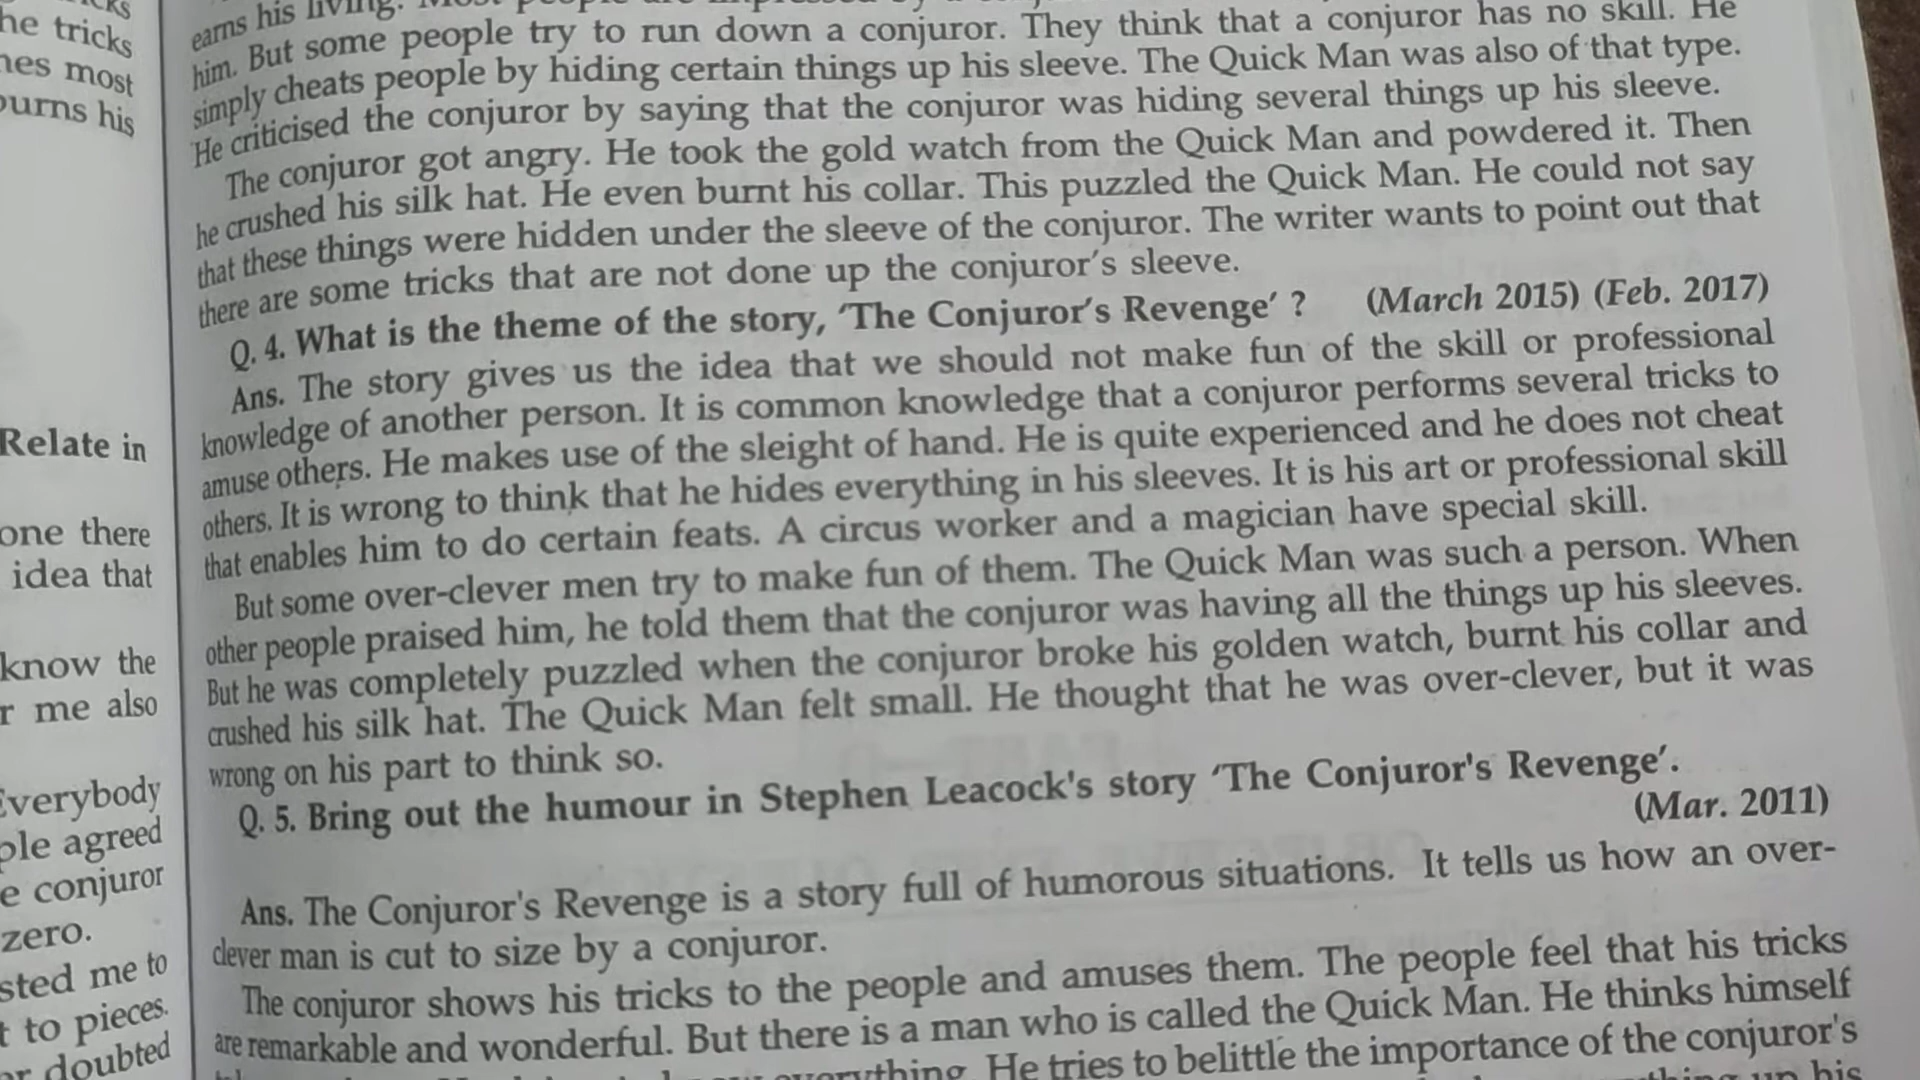 he tricks
nes most
ourns his
Relate in
one there
idea that
know the
r me also
Everybody
ple agreed
e conjuror
zero.
sted me to
t to pieces.
or doubted
earns his living.
him. But some people try to run down a conjuror. They think that a conjuror has no skill. He
simply cheats people by hiding certain things up his sleeve. The Quick Man was also of that type.
He criticised the conjuror by saying that the conjuror was hiding several things up his sleeve.
The conjuror got angry. He took the gold watch from the Quick Man and powdered it. Then
he crushed his silk hat. He even burnt his collar. This puzzled the Quick Man. He could not say
that these things were hidden under the sleeve of the conjuror. The writer wants to point out that
there are some tricks that are not done up the conjuror's sleeve.
Q. 4. What is the theme of the story, 'The Conjuror's Revenge' ? (March 2015) (Feb. 2017)
Ans. The story gives us the idea that we should not make fun of the skill or professional
knowledge of another person. It is common knowledge that a conjuror performs several tricks to
amuse others. He makes use of the sleight of hand. He is quite experienced and he does not cheat
others. It is wrong to think that he hides everything in his sleeves. It is his art or professional skill
that enables him to do certain feats. A circus worker and a magician have special skill.
But some over-clever men try to make fun of them. The Quick Man was such a person. When
other people praised him, he told them that the conjuror was having all the things up his sleeves.
But he was completely puzzled when the conjuror broke his golden watch, burnt his collar and
crushed his silk hat. The Quick Man felt small. He thought that he was over-clever, but it was
wrong on his part to think so.
Q. 5. Bring out the humour in Stephen Leacock's story 'The Conjuror's Revenge'.
(Mar. 2011)
Ans. The Conjuror's Revenge is a story full of humorous situations. It tells us how an over-
clever man is cut to size by a conjuror.
The conjuror shows his tricks to the people and amuses them. The people feel that his tricks
are remarkable and wonderful. But there is a man who is called the Quick Man. He thinks himself
everything. He tries to belittle the importance of the conjuror's
up his